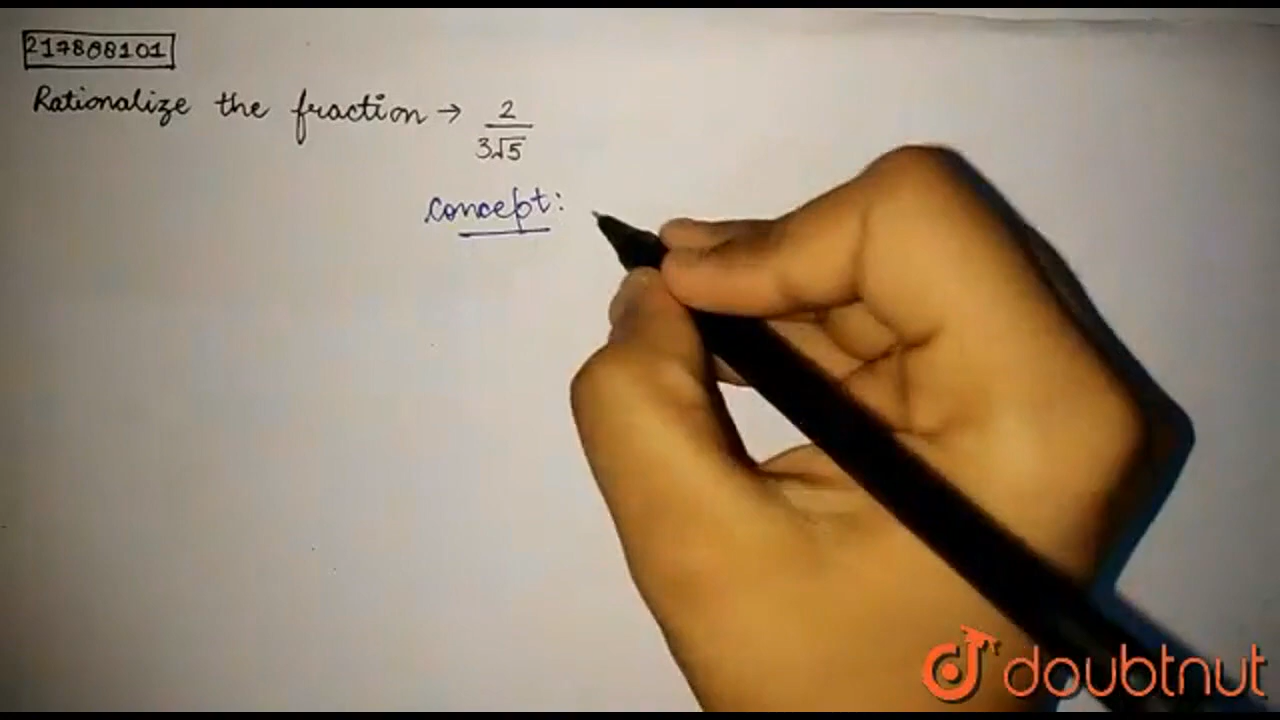 217808101
Rationalize the fraction → 2/3√5
concept:
doubtnut